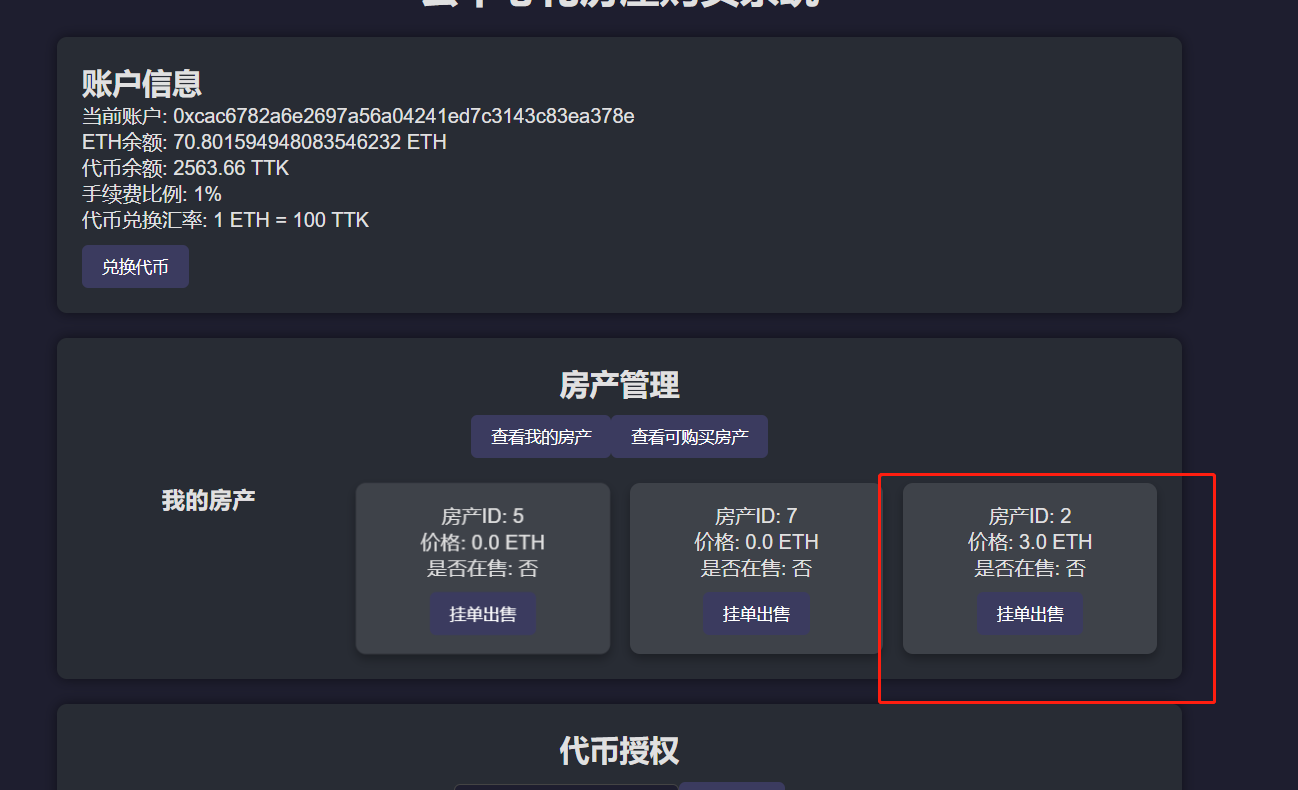 账户信息
当前账户: 0xcac6782a6e2697a56a04241ed7c3143c83ea378e
ETH余额: 70.801594948083546232 ETH
代币余额: 2563.66 TTK
手续费比例: 1%
代币兑换汇率: 1 ETH = 100 TTK
兑换代币
房产管理
查看我的房产 查看可购买房产
我的房产
房产ID: 5
价格: 0.0 ETH
是否在售: 否
挂单出售
房产ID: 7
价格: 0.0 ETH
是否在售: 否
挂单出售
房产ID: 2
价格: 3.0 ETH
是否在售: 否
挂单出售
代币授权